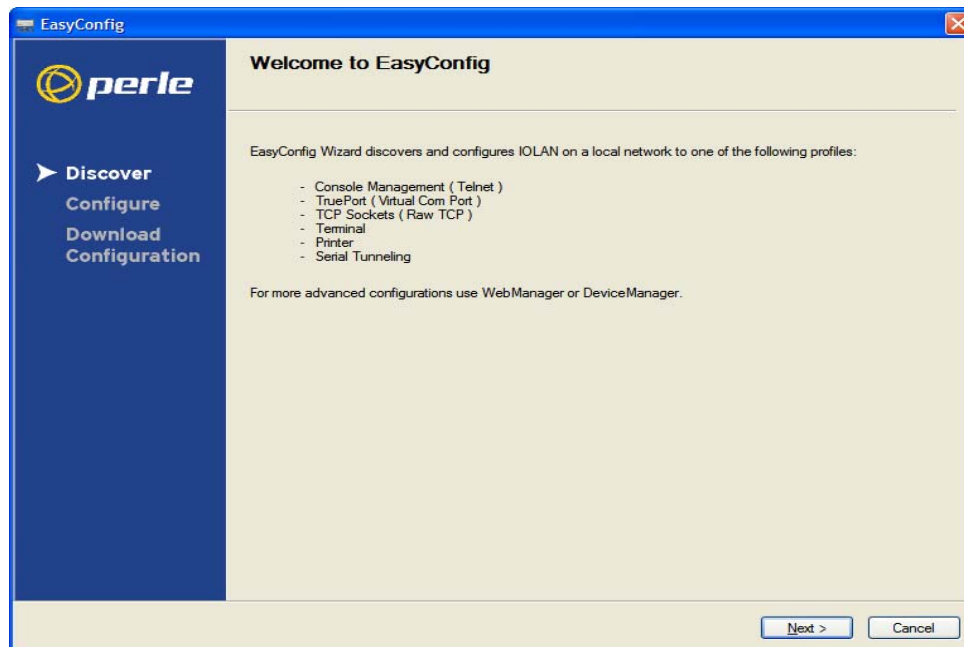 EasyConfig
perle
Discover
Configure
Download
Configuration
Welcome to EasyConfig
EasyConfig Wizard discovers and configures IOLAN on a local network to one of the following profiles:
- Console Management ( Telnet )
- TruePort ( Virtual Com Port )
- TCP Sockets ( Raw TCP )
- Terminal
- Printer
- Serial Tunneling
For more advanced configurations use WebManager or DeviceManager.
Next >
Cancel